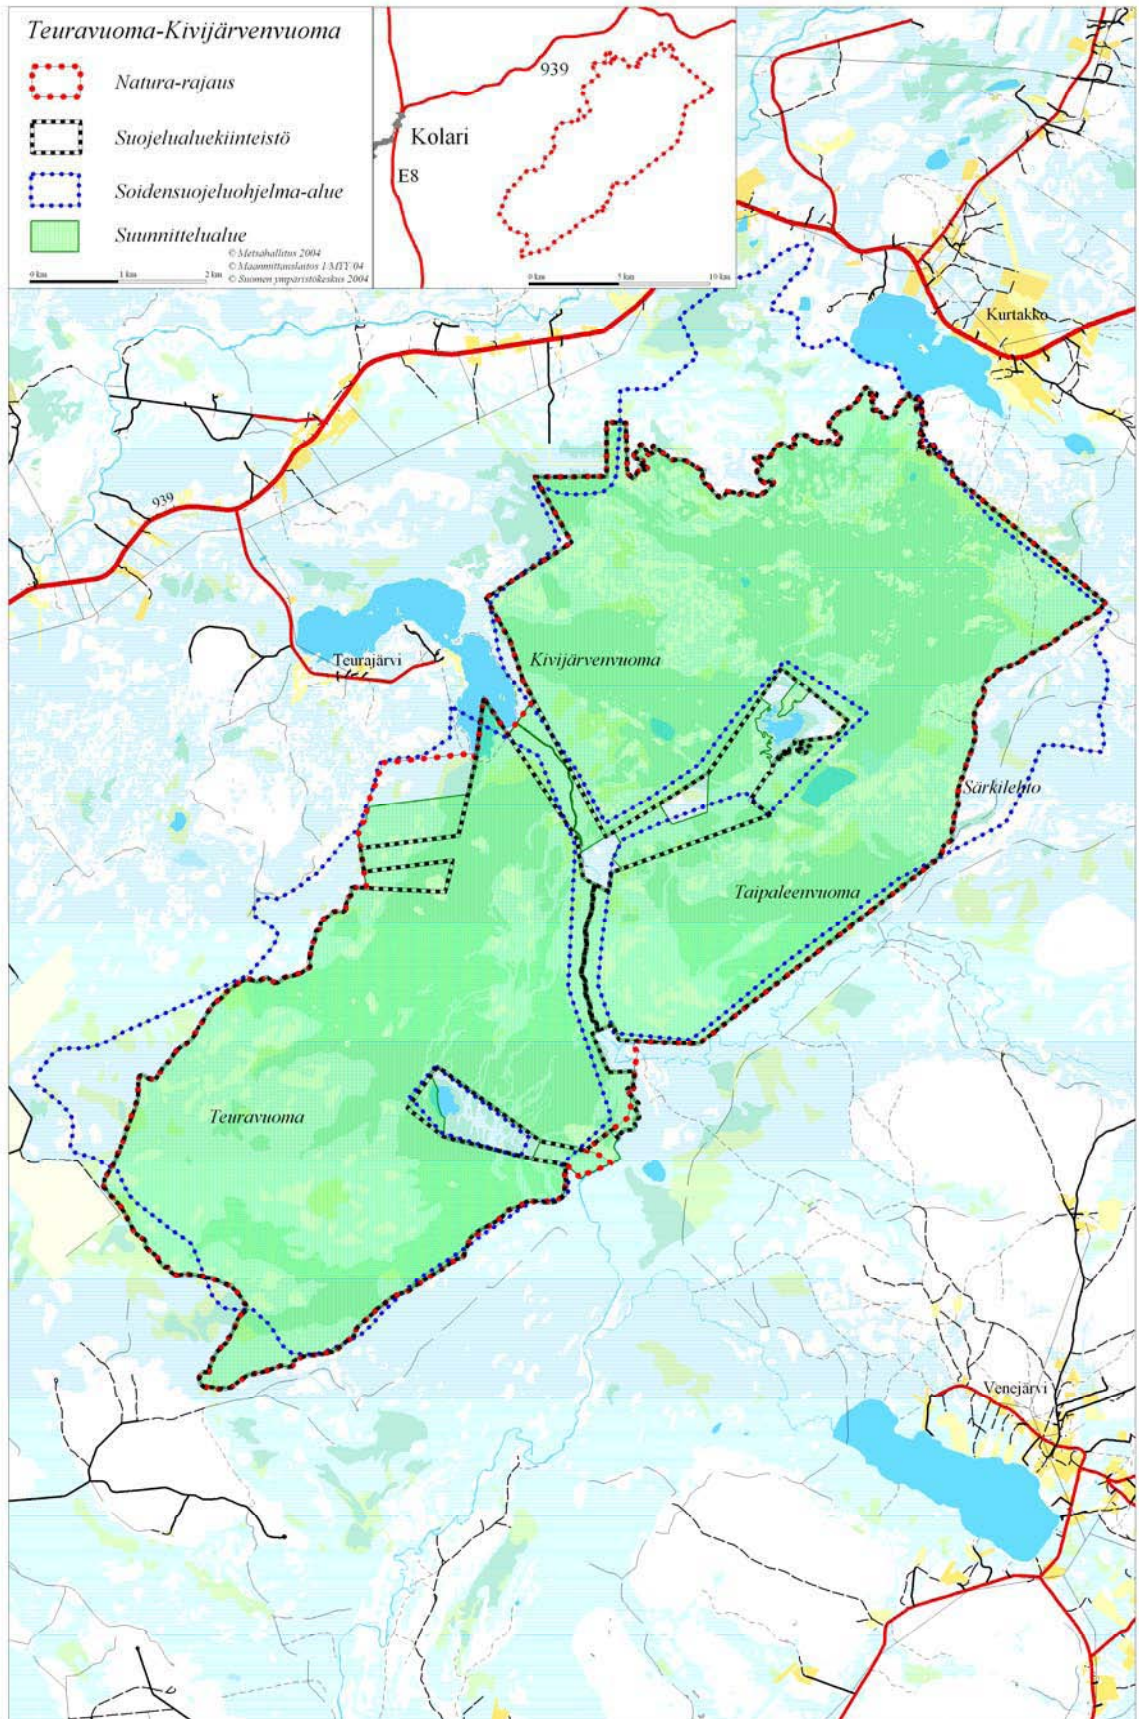 Teuravuoma-Kivijärvenvuoma
Natura-rajaus
Suojelualuekiinteistö
Soidensuojeluohjelma-alue
Suunnittelualue
© Metsähallitus 2004
© Maanmittauslaitos 1/MYY/04
© Suomen ympäristökeskus 2004
0 km 1 km 2 km
939
Kolari
E8
0 km 5 km 10 km
Kurtakko
939
Teurajärvi
Kivijärvenvuoma
Särkilehto
Taipaleenvuoma
Teuravuoma
Venejärvi